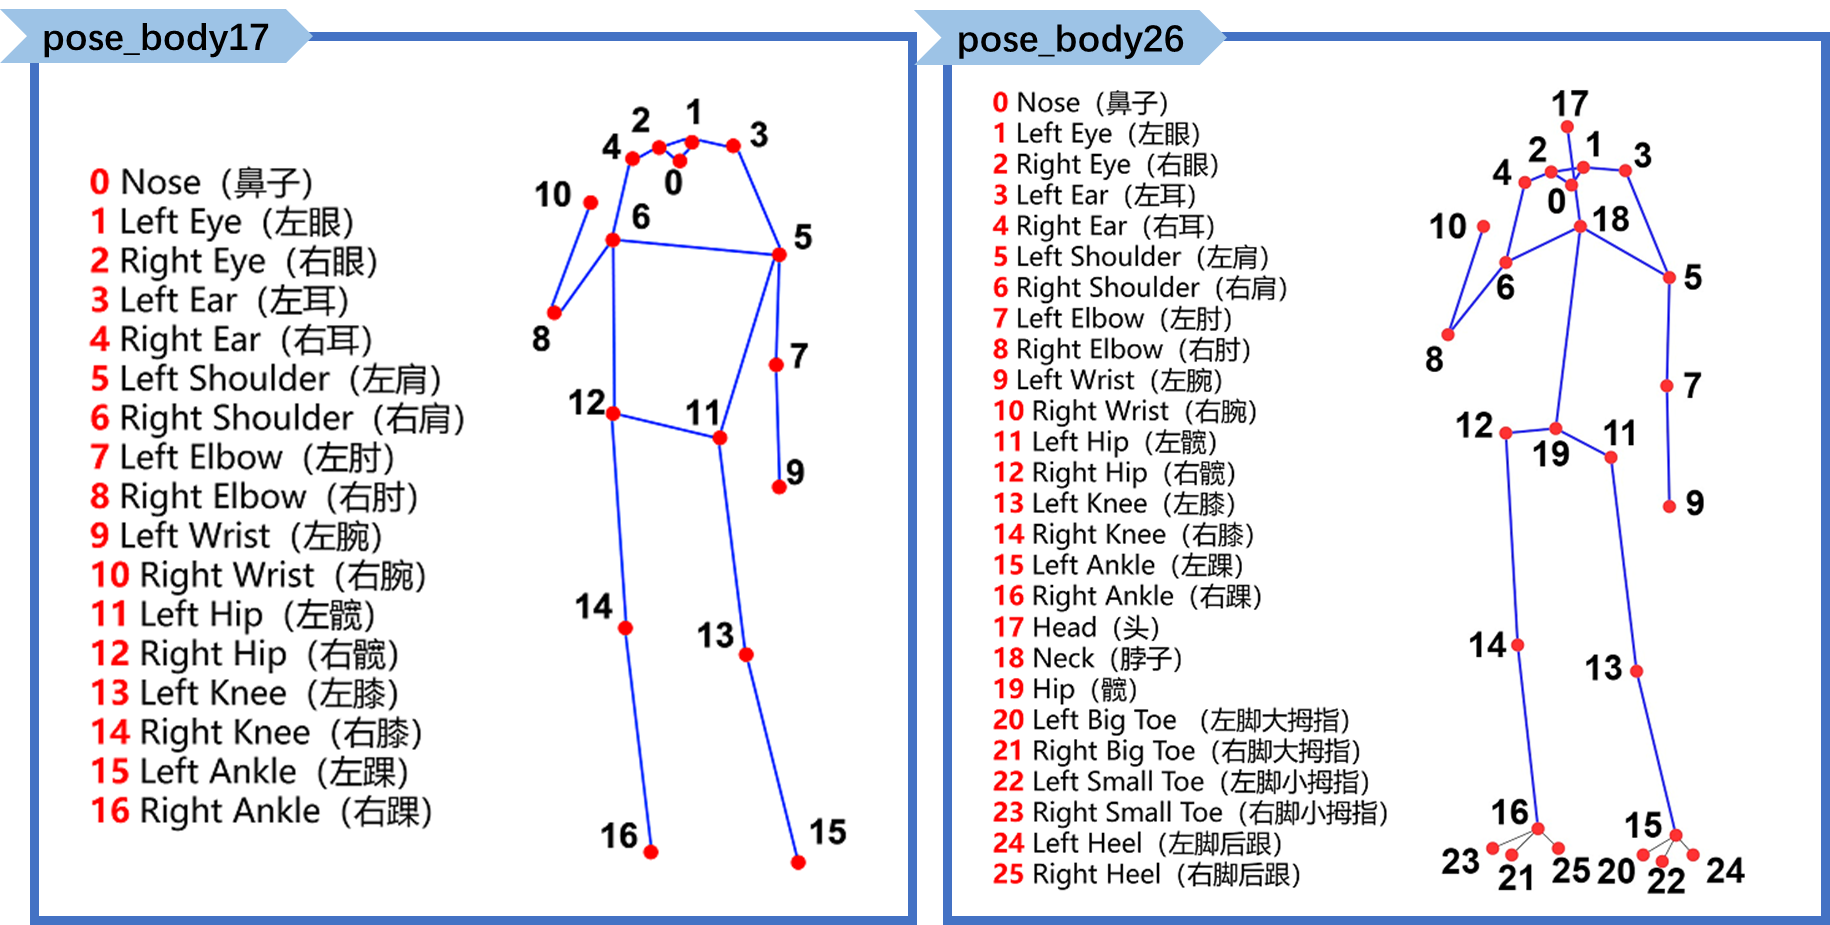 pose_body17
0 Nose（鼻子）
1 Left Eye（左眼）
2 Right Eye（右眼）
3 Left Ear（左耳）
4 Right Ear（右耳）
5 Left Shoulder（左肩）
6 Right Shoulder（右肩）
7 Left Elbow（左肘）
8 Right Elbow（右肘）
9 Left Wrist（左腕）
10 Right Wrist（右腕）
11 Left Hip（左髋）
12 Right Hip（右髋）
13 Left Knee（左膝）
14 Right Knee（右膝）
15 Left Ankle（左踝）
16 Right Ankle（右踝）
1
2
3
4
0
10
6
5
8
7
12
11
9
14
13
16
15
pose_body26
0 Nose（鼻子）
1 Left Eye（左眼）
2 Right Eye（右眼）
3 Left Ear（左耳）
4 Right Ear（右耳）
5 Left Shoulder（左肩）
6 Right Shoulder（右肩）
7 Left Elbow（左肘）
8 Right Elbow（右肘）
9 Left Wrist（左腕）
10 Right Wrist（右腕）
11 Left Hip（左髋）
12 Right Hip（右髋）
13 Left Knee（左膝）
14 Right Knee（右膝）
15 Left Ankle（左踝）
16 Right Ankle（右踝）
17 Head（头）
18 Neck（脖子）
19 Hip（髋）
20 Left Big Toe （左脚大拇指）
21 Right Big Toe（右脚大拇指）
22 Left Small Toe（左脚小拇指）
23 Right Small Toe（右脚小拇指）
24 Left Heel（左脚后跟）
25 Right Heel（右脚后跟）
17
1
2
3
4
0
10
18
6
5
8
7
12
19
11
9
14
13
16
15
23
21
25
20
22
24